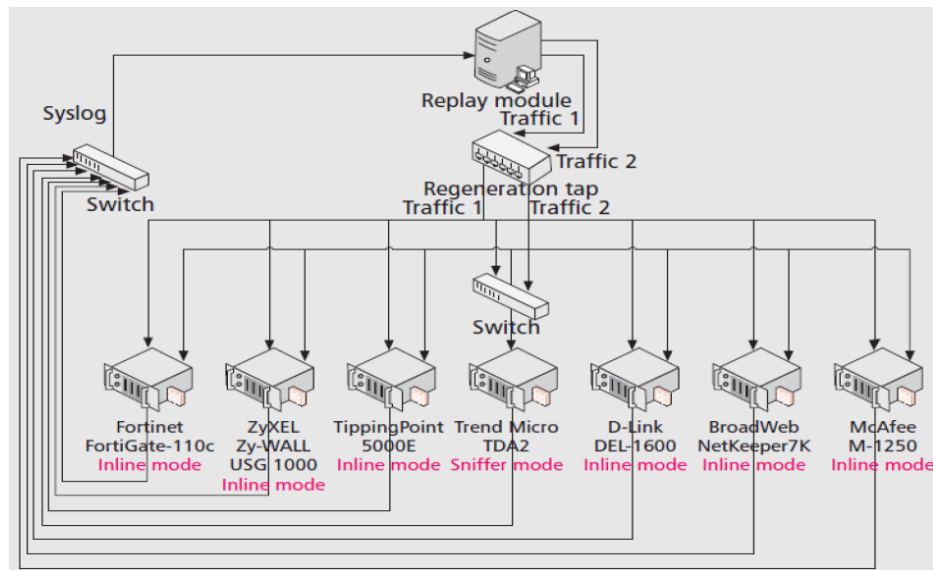 Replay module
Traffic 1
Syslog
Traffic 2
Switch
Regeneration tap
Traffic 1
Traffic 2
Switch
Fortinet
FortiGate-110c
Inline mode
ZyXEL
Zy-WALL
USG 1000
Inline mode
TippingPoint
5000E
Inline mode
Trend Micro
TDA2
Sniffer mode
D-Link
DEL-1600
Inline mode
BroadWeb
NetKeeper7K
Inline mode
McAfee
M-1250
Inline mode